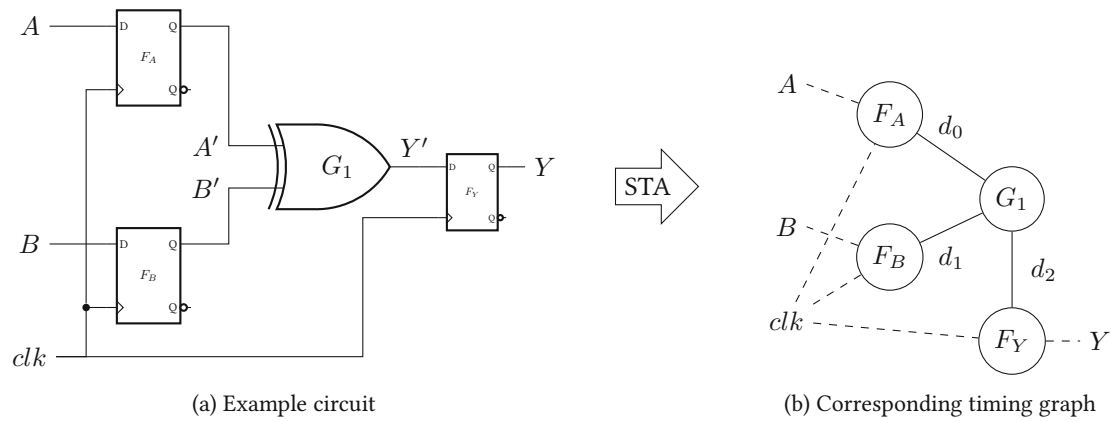 A
D
Q
F_A
Q
A'
B'
G_1
Y'
D
Q
F_Y
Q
Y
B
D
Q
F_B
Q
clk
(a) Example circuit
STA
A
F_A
d_0
G_1
B
F_B
d_1
d_2
clk
F_Y
Y
(b) Corresponding timing graph